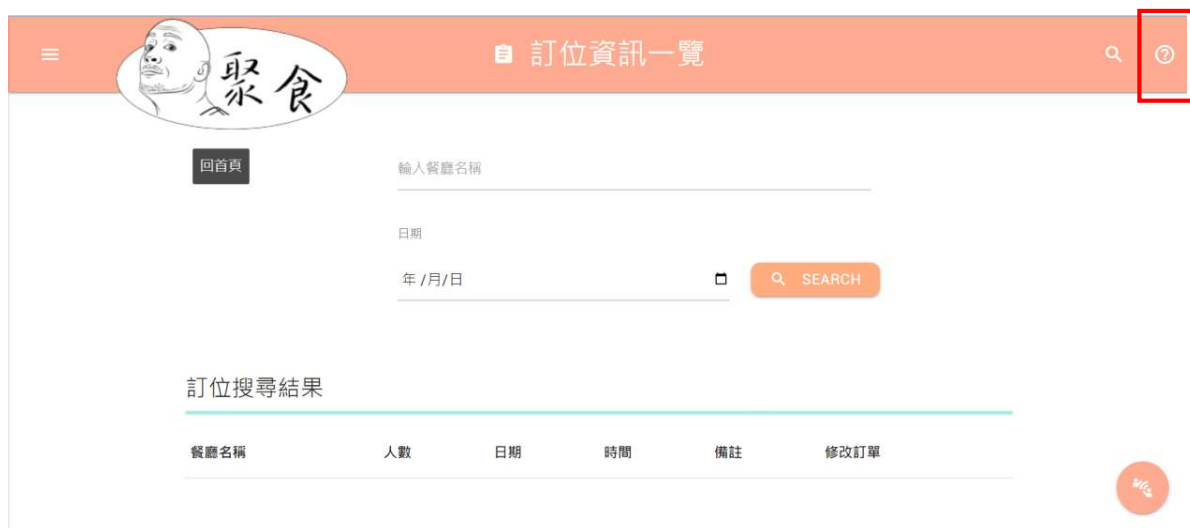 聚食
訂位資訊一覽
回首頁
輸入餐廳名稱
日期
年 /月/日
SEARCH
訂位搜尋結果
餐廳名稱 人數 日期 時間 備註 修改訂單